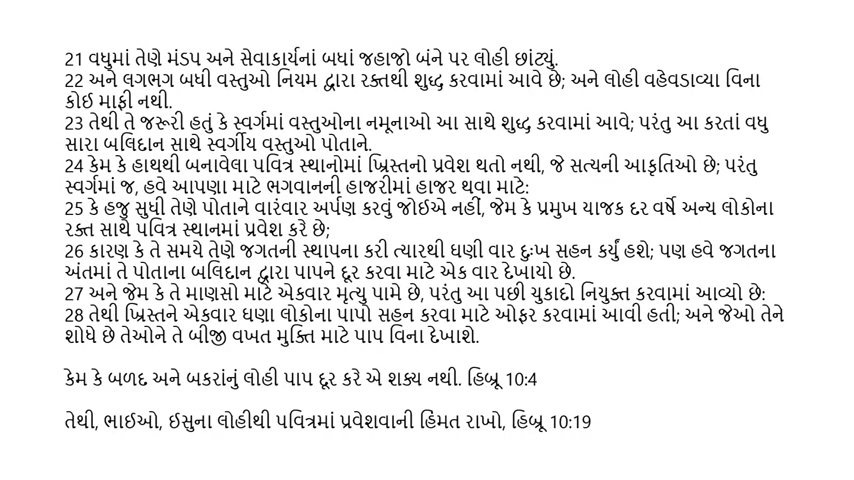 21 વધુમાં તેણે મંડપ અને સેવાકાર્યનાં બધાં જહાજો બંને પર લોહી છાંટ્યું.
22 અને લગભગ બધી વસ્તુઓ નિયમ દ્વારા રક્તથી શુદ્ધ કરવામાં આવે છે; અને લોહી વહેવડાવ્યા વિના
કોઈ માફી નથી.
23 તેથી તે જરૂરી હતું કે સ્વર્ગમાં વસ્તુઓના નમૂનાઓ આ સાથે શુદ્ધ કરવામાં આવે; પરંતુ આ કરતાં વધુ
સારા બલિદાન સાથે સ્વર્ગીય વસ્તુઓ પોતાને.
24 કેમ કે હાથથી બનાવેલા પવિત્ર સ્થાનોમાં ખ્રિસ્તનો પ્રવેશ થતો નથી, જે સત્યની આકૃતિઓ છે; પરંતુ
સ્વર્ગમાં જ, હવે આપણા માટે ભગવાનની હાજરીમાં હાજર થવા માટે:
25 કે હજુ સુધી તેણે પોતાને વારંવાર અર્પણ કરવું જોઈએ નહીં, જેમ કે પ્રમુખ યાજક દર વર્ષે અન્ય લોકોના
રક્ત સાથે પવિત્ર સ્થાનમાં પ્રવેશ કરે છે;
26 કારણ કે તે સમયે તેણે જગતની સ્થાપના કરી ત્યારથી ઘણી વાર દુઃખ સહન કર્યું હશે; પણ હવે જગતના
અંતમાં તે પોતાના બલિદાન દ્વારા પાપને દૂર કરવા માટે એક વાર દેખાયો છે.
27 અને જેમ કે તે માણસો માટે એકવાર મૃત્યુ પામે છે, પરંતુ આ પછી ચુકાદો નિયુક્ત કરવામાં આવ્યો છે:
28 તેથી ખ્રિસ્તને એકવાર ઘણા લોકોના પાપો સહન કરવા માટે ઓફર કરવામાં આવી હતી; અને જેઓ તેને
શોધે છે તેઓને તે બીજી વખત મુક્તિ માટે પાપ વિના દેખાશે.
કેમ કે બળદ અને બકરાંનું લોહી પાપ દૂર કરે એ શક્ય નથી. હિબ્રૂ 10:4
તેથી, ભાઈઓ, ઈસુના લોહીથી પવિત્રમાં પ્રવેશવાની હિંમત રાખો, હિબ્રૂ 10:19